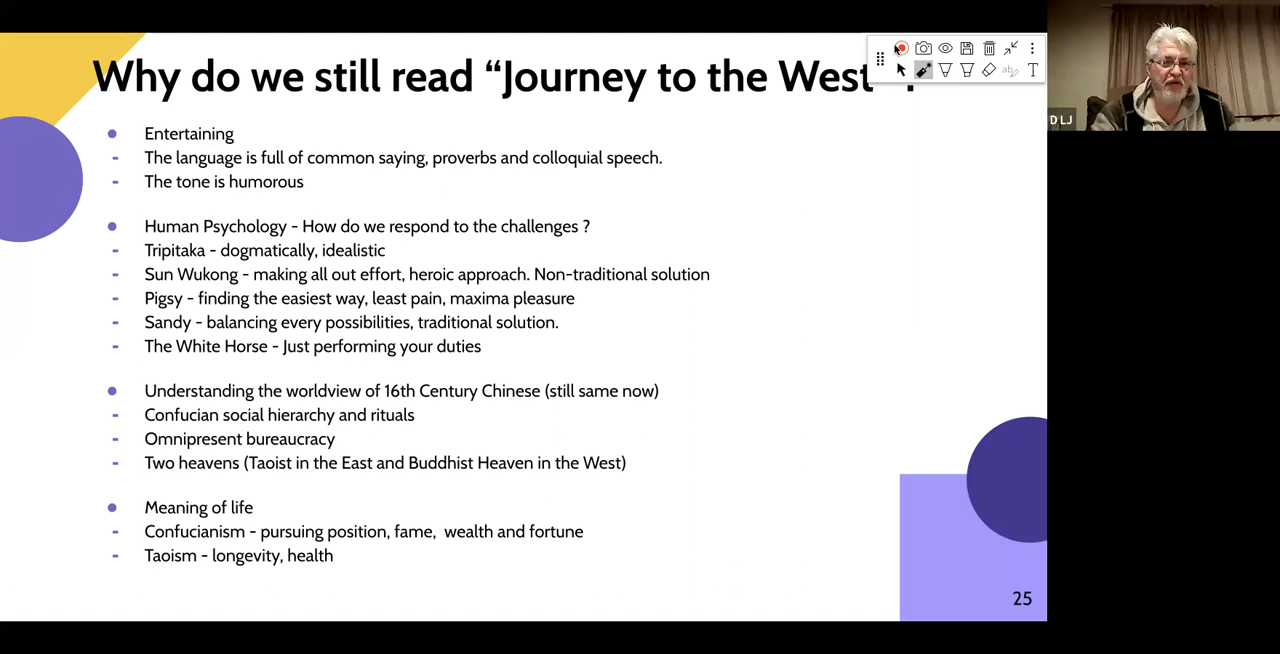 Why do we still read “Journey to the West” ?
Entertaining
- The language is full of common saying, proverbs and colloquial speech.
- The tone is humorous
Human Psychology - How do we respond to the challenges ?
- Tripitaka - dogmatically, idealistic
- Sun Wukong - making all out effort, heroic approach. Non-traditional solution
- Pigsy - finding the easiest way, least pain, maxima pleasure
- Sandy - balancing every possibilities, traditional solution.
- The White Horse - Just performing your duties
Understanding the worldview of 16th Century Chinese (still same now)
- Confucian social hierarchy and rituals
- Omnipresent bureaucracy
- Two heavens (Taoist in the East and Buddhist Heaven in the West)
Meaning of life
- Confucianism - pursuing position, fame, wealth and fortune
- Taoism - longevity, health
25
D LJ
ab
T